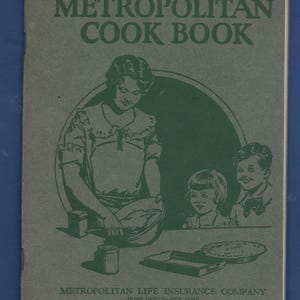 METROPOLITAN
COOK BOOK
METROPOLITAN LIFE INSURANCE COMPANY